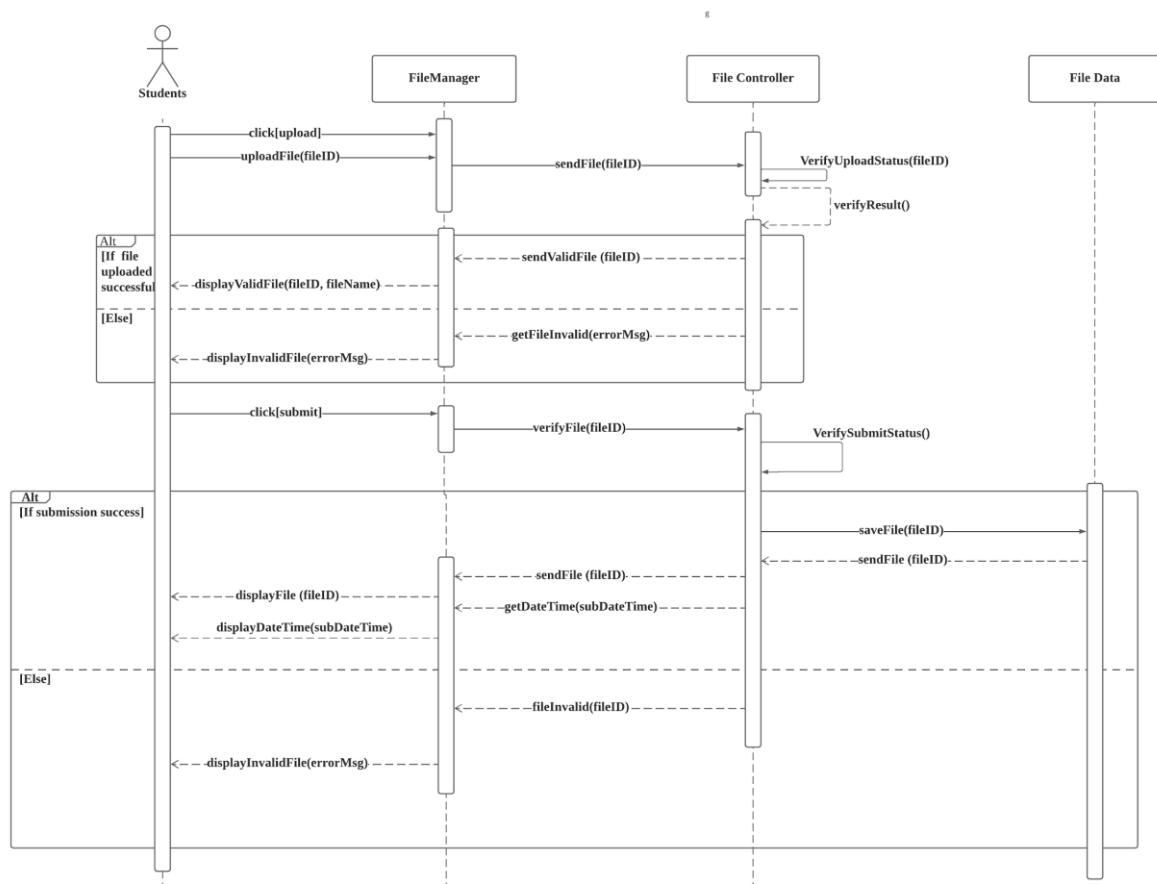 g
Students
FileManager
File Controller
File Data
click[upload]
uploadFile(fileID)
sendFile(fileID)
VerifyUploadStatus(fileID)
verifyResult()
Alt
[If file
uploaded
successful
sendValidFile (fileID)
displayValidFile(fileID, fileName)
[Else]
getFileInvalid(errorMsg)
displayInvalidFile(errorMsg)
click[submit]
verifyFile(fileID)
VerifySubmitStatus()
Alt
[If submission success]
saveFile(fileID)
sendFile (fileID)
sendFile (fileID)
displayFile (fileID)
getDateTime(subDateTime)
displayDateTime(subDateTime)
[Else]
fileInvalid(fileID)
displayInvalidFile(errorMsg)